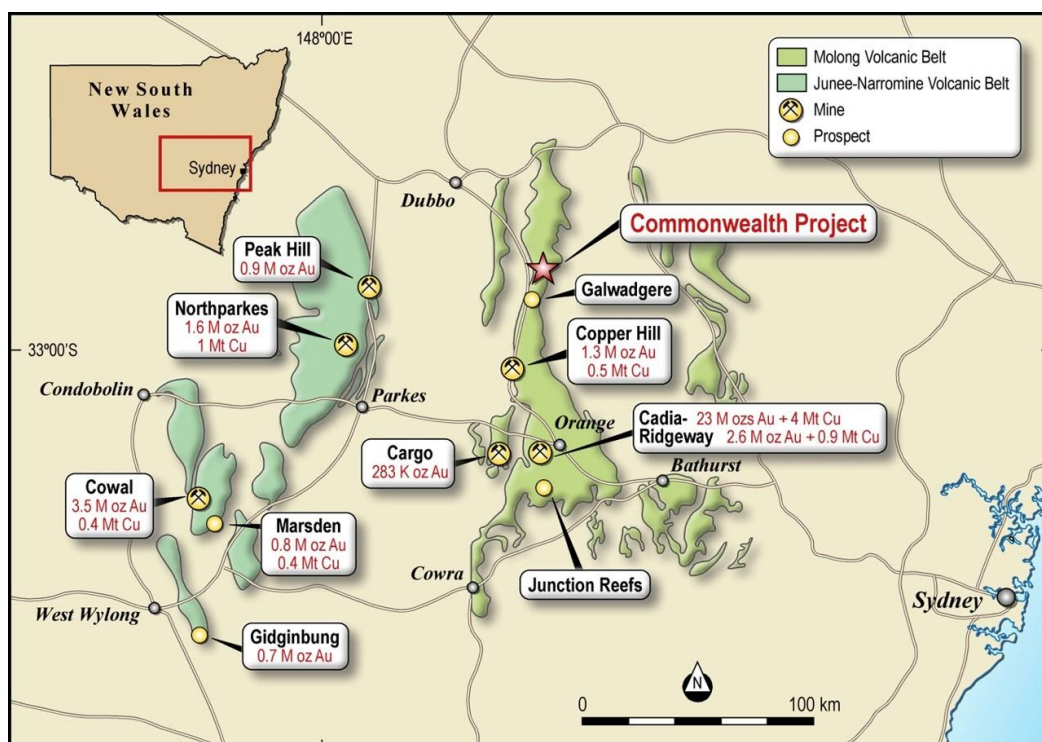 148°00'E
New South
Wales
Sydney
Molong Volcanic Belt
Junee-Narromine Volcanic Belt
Mine
Prospect
Dubbo
Commonwealth Project
Peak Hill
0.9 M oz Au
Galwadgere
Northparkes
1.6 M oz Au
1 Mt Cu
33°00'S
Copper Hill
1.3 M oz Au
0.5 Mt Cu
Condobolin
Parkes
Orange
Cadia- 23 M ozs Au + 4 Mt Cu
Ridgeway 2.6 M oz Au + 0.9 Mt Cu
Cargo
283 K oz Au
Bathurst
Cowal
3.5 M oz Au
0.4 Mt Cu
Marsden
0.8 M oz Au
0.4 Mt Cu
Cowra
Junction Reefs
Sydney
West Wylong
Gidginbung
0.7 M oz Au
N
0 100 km